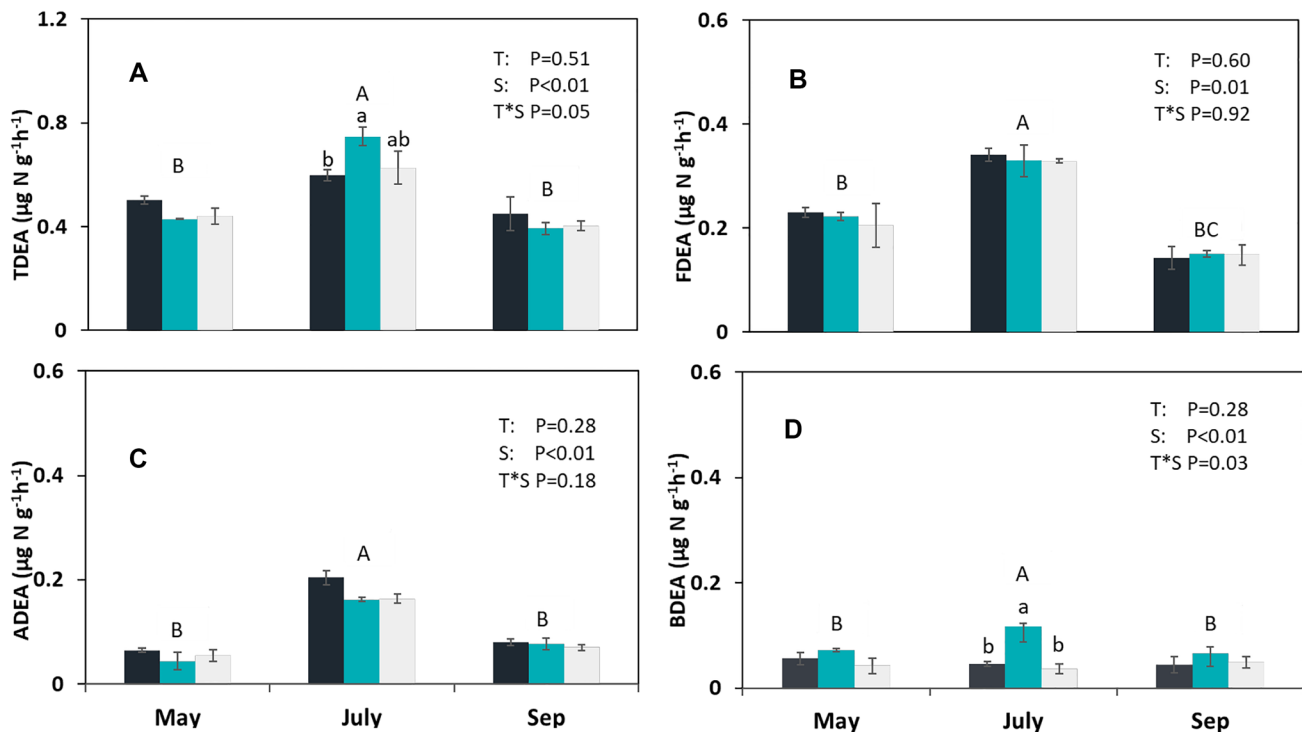 1.2
0.8
0.4
0
TDEA (µg N g⁻¹h⁻¹)
A
T: P=0.51
S: P<0.01
T*S P=0.05
B
A
b
a
ab
B
0.6
0.4
0.2
0
FDEA (µg N g⁻¹h⁻¹)
B
T: P=0.60
S: P=0.01
T*S P=0.92
B
A
BC
0.6
0.4
0.2
0
ADEA (µg N g⁻¹h⁻¹)
C
T: P=0.28
S: P<0.01
T*S P=0.18
B
A
B
May
July
Sep
0.6
0.4
0.2
0
BDEA (µg N g⁻¹h⁻¹)
D
T: P=0.28
S: P<0.01
T*S P=0.03
B
A
b
a
b
B
May
July
Sep